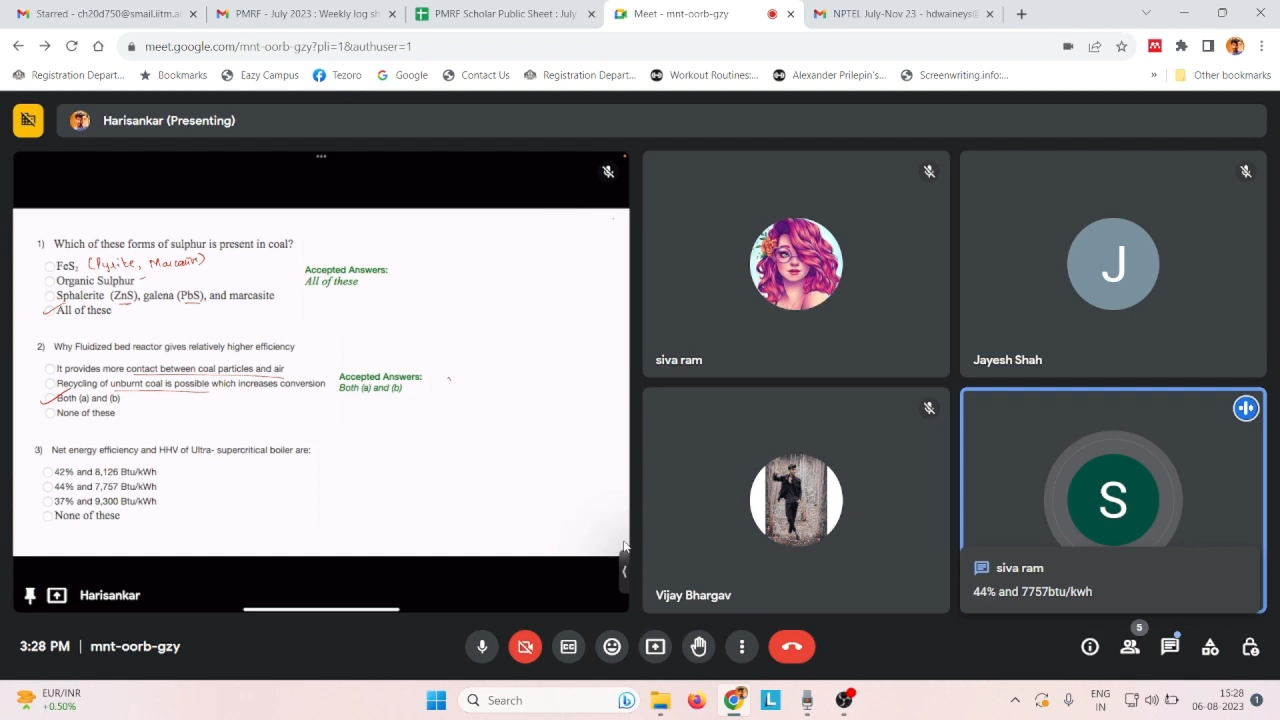 Starred - ch20d750@smail.iitm.a
PMRF - July 2023 : Weekly log sh
PMRF Scholar Public Sheet : July
Meet - mnt-oorb-gzy
NPTEL July-Nov 23 - hdwaineys@
meet.google.com/mnt-oorb-gzy?pli=1&authuser=1
Registration Depart... Bookmarks Eazy Campus Tezoro Google Contact Us Registration Depart... Workout Routines:... Alexander Prilepin's... Screenwriting.info:... » Other bookmarks
Harisankar (Presenting)
1) Which of these forms of sulphur is present in coal?
FeS₂ (Pyrite, Marcasite)
Organic Sulphur
Sphalerite (ZnS), galena (PbS), and marcasite
All of these
Accepted Answers:
All of these
2) Why Fluidized bed reactor gives relatively higher efficiency
It provides more contact between coal particles and air
Recycling of unburnt coal is possible which increases conversion
Both (a) and (b)
None of these
Accepted Answers:
Both (a) and (b)
3) Net energy efficiency and HHV of Ultra- supercritical boiler are:
42% and 8,126 Btu/kWh
44% and 7,757 Btu/kWh
37% and 9,300 Btu/kWh
None of these
Harisankar
siva ram
J
Jayesh Shah
Vijay Bhargav
S
siva ram
44% and 7757btu/kwh
3:28 PM | mnt-oorb-gzy
5
EUR/INR
+0.50%
Search
L
ENG
IN
15:28
06-08-2023
1